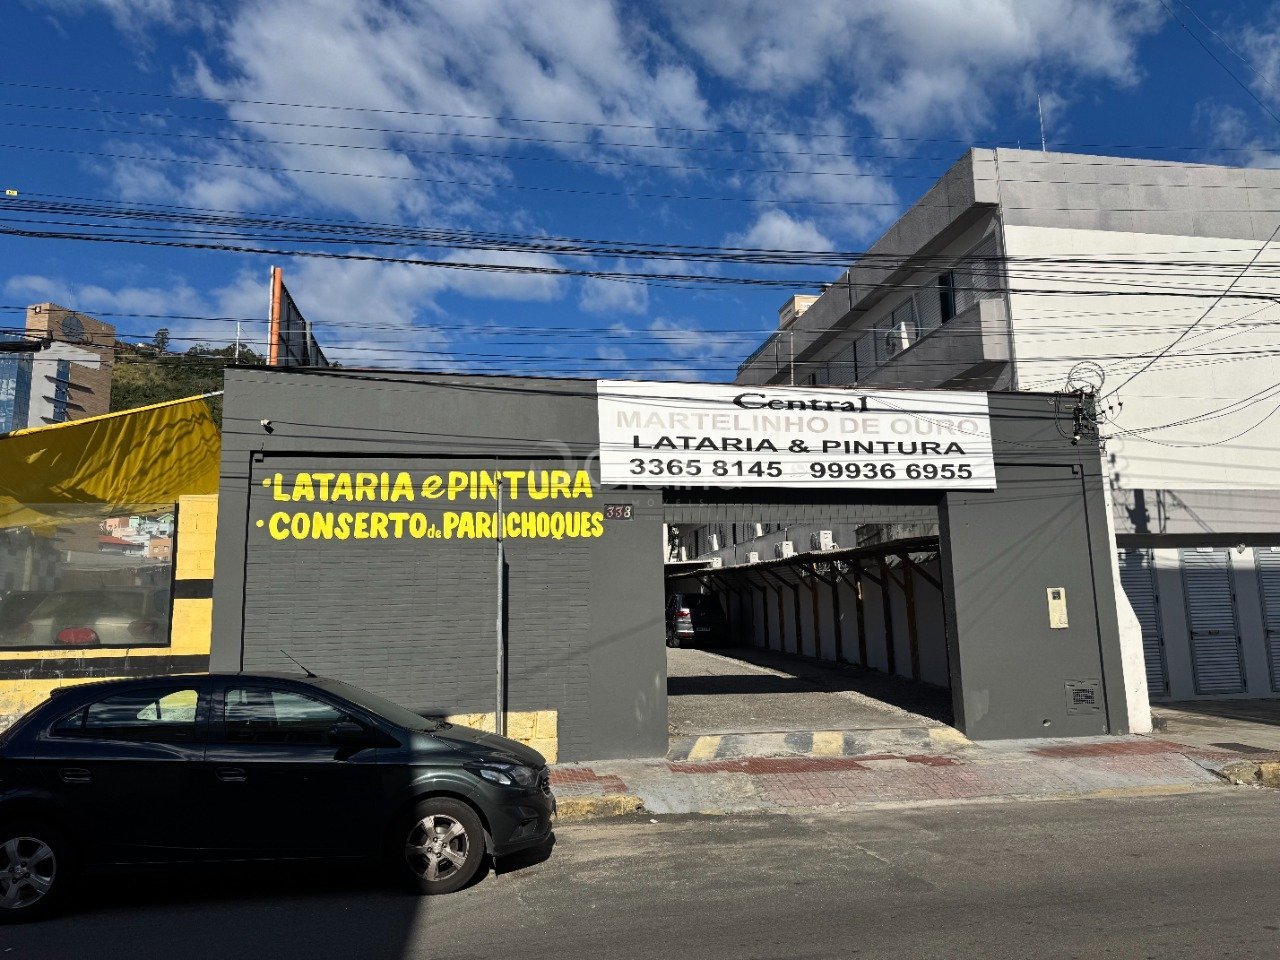 Central
MARTELINHO DE OURO
LATARIA & PINTURA
3365 8145 99936 6955
·LATARIA e PINTURA
·CONSERTO de PARACHOQUES
338